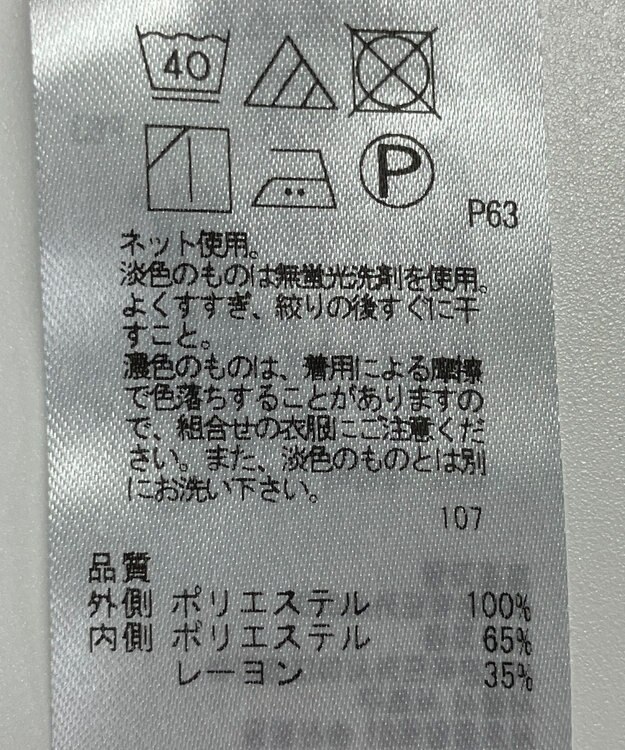 40
P
P63
ネット使用。
淡色のものは無蛍光洗剤を使用。
よくすすぎ、絞りの後すぐに干
すこと。
濃色のものは、着用による摩擦
で色落ちすることがありますの
で、組合せの衣服にご注意くだ
さい。また、淡色のものとは別
にお洗い下さい。
107
品質
外側 ポリエステル 100%
内側 ポリエステル 65%
レーヨン 35%